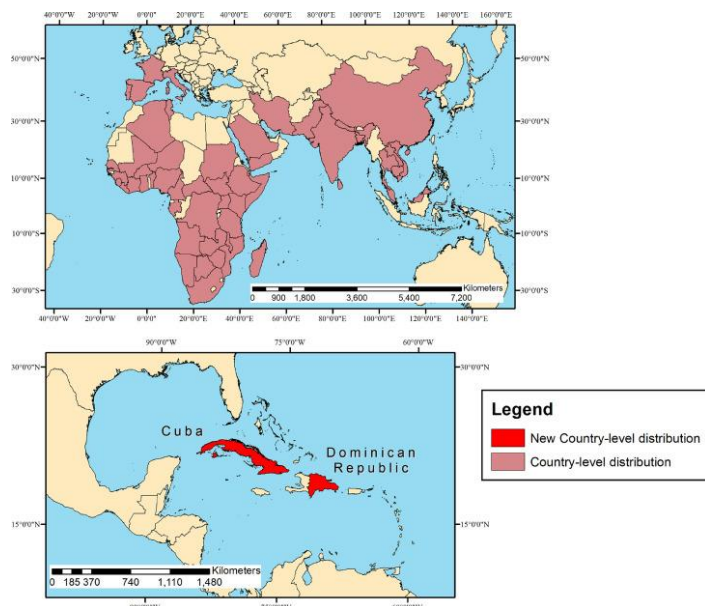 40°0'0"W 20°0'0"W 0°0'0" 20°0'0"E 40°0'0"E 60°0'0"E 80°0'0"E 100°0'0"E 120°0'0"E 140°0'0"E 160°0'0"E
50°0'0"N 50°0'0"N
30°0'0"N 30°0'0"N
10°0'0"N 10°0'0"N
10°0'0"S 10°0'0"S
30°0'0"S 30°0'0"S
Kilometers
0 900 1,800 3,600 5,400 7,200
40°0'0"W 20°0'0"W 0°0'0" 20°0'0"E 40°0'0"E 60°0'0"E 80°0'0"E 100°0'0"E 120°0'0"E 140°0'0"E
90°0'0"W 75°0'0"W 60°0'0"W
30°0'0"N 30°0'0"N
Cuba
Dominican
Republic
15°0'0"N 15°0'0"N
Kilometers
0 185 370 740 1,110 1,480
Legend
New Country-level distribution
Country-level distribution